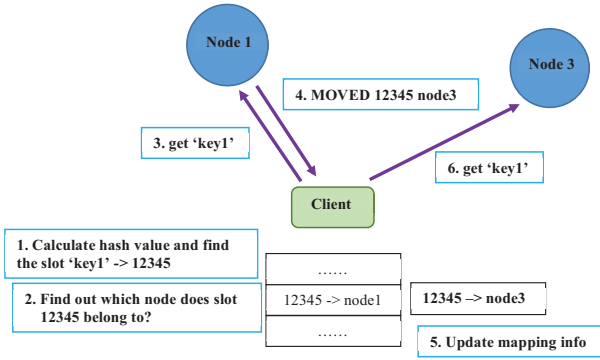 Node 1
Node 3
4. MOVED 12345 node3
3. get ‘key1’
6. get ‘key1’
Client
1. Calculate hash value and find
the slot ‘key1’ -> 12345
2. Find out which node does slot
12345 belong to?
……
12345 -> node1
……
12345 –> node3
5. Update mapping info